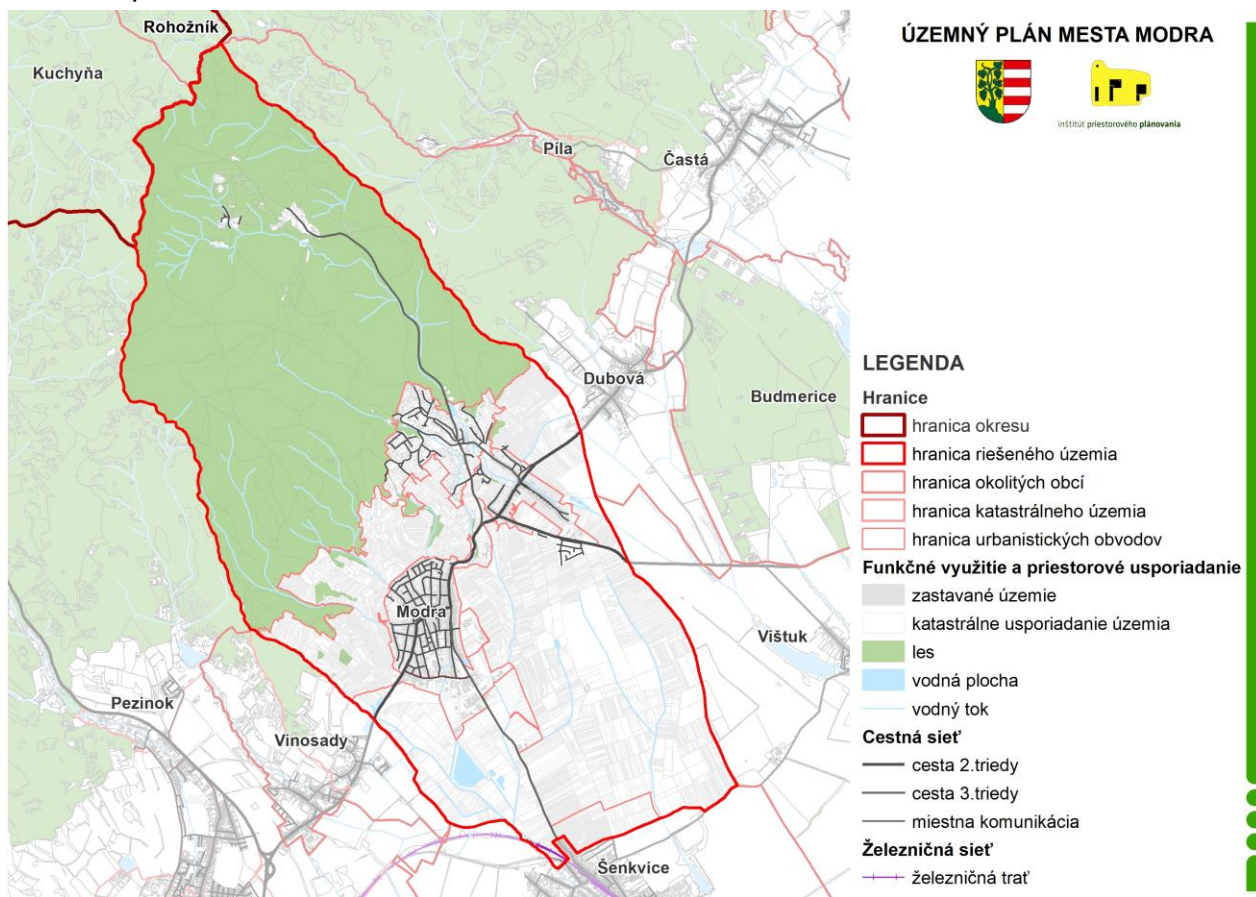 Rohožník
Kuchyňa
Píla
Častá
Dubová
Budmerice
Modra
Vištuk
Pezinok
Vinosady
Šenkvice
ÚZEMNÝ PLÁN MESTA MODRA
inštitút priestorového plánovania
LEGENDA
Hranice
hranica okresu
hranica riešeného územia
hranica okolitých obcí
hranica katastrálneho územia
hranica urbanistických obvodov
Funkčné využitie a priestorové usporiadanie
zastavané územie
katastrálne usporiadanie územia
les
vodná plocha
vodný tok
Cestná sieť
cesta 2.triedy
cesta 3.triedy
miestna komunikácia
Železničná sieť
železničná trať